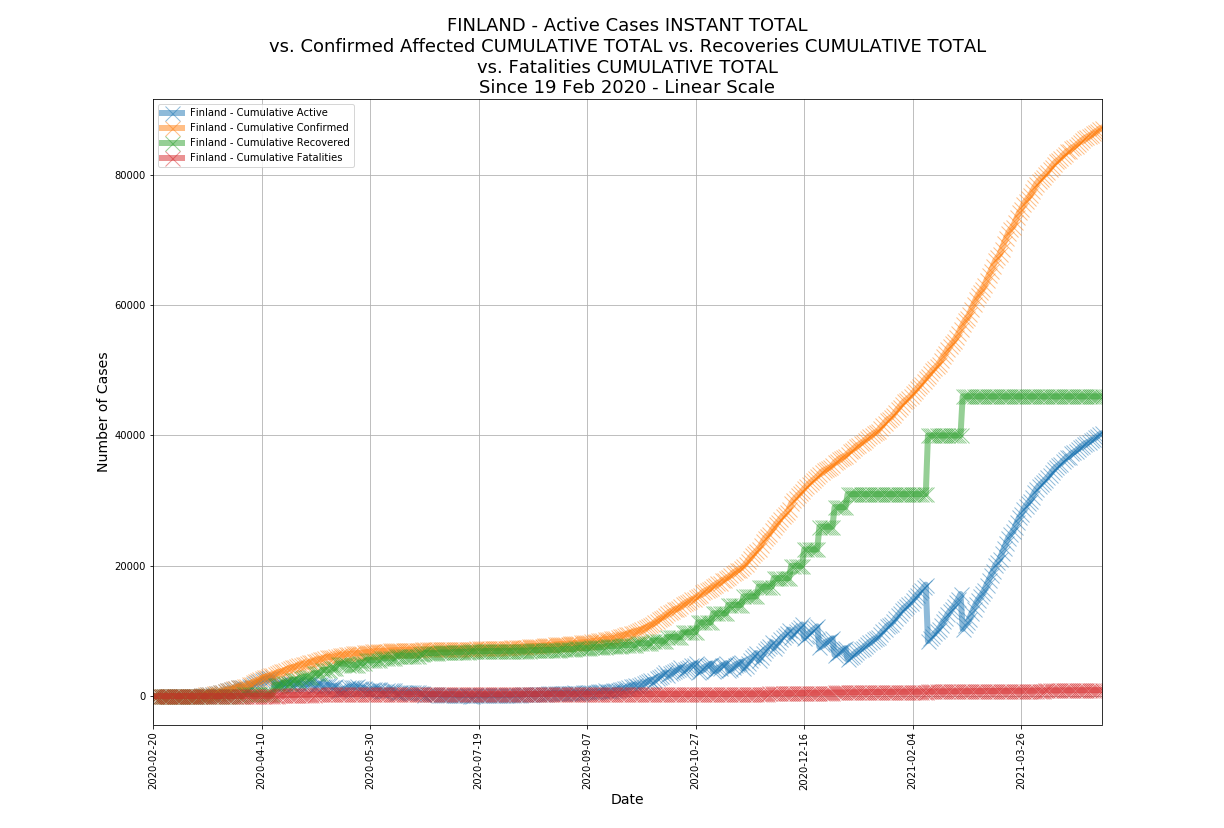 FINLAND - Active Cases INSTANT TOTAL
vs. Confirmed Affected CUMULATIVE TOTAL vs. Recoveries CUMULATIVE TOTAL
vs. Fatalities CUMULATIVE TOTAL
Since 19 Feb 2020 - Linear Scale
Finland - Cumulative Active
Finland - Cumulative Confirmed
Finland - Cumulative Recovered
Finland - Cumulative Fatalities
Number of Cases
80000
60000
40000
20000
0
2020-02-20
2020-04-10
2020-05-30
2020-07-19
2020-09-07
2020-10-27
2020-12-16
2021-02-04
2021-03-26
Date